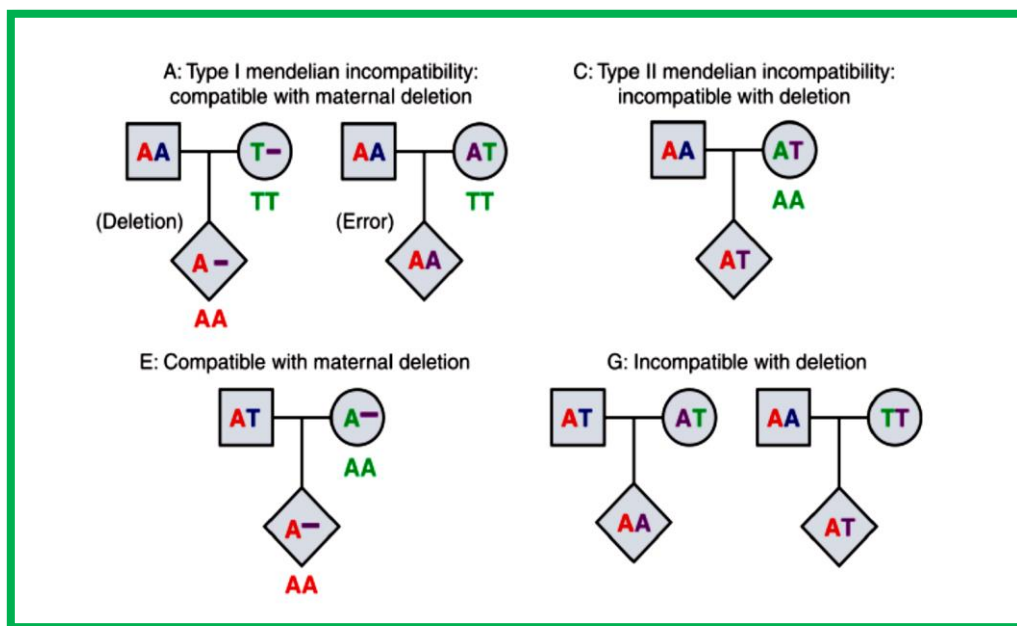 A: Type I mendelian incompatibility:
compatible with maternal deletion
AA
T–
TT
(Deletion)
A –
AA
AA
AT
TT
(Error)
AA
C: Type II mendelian incompatibility:
incompatible with deletion
AA
AT
AA
AT
E: Compatible with maternal deletion
AT
A–
AA
A–
AA
G: Incompatible with deletion
AT
AT
AA
AA
TT
AT